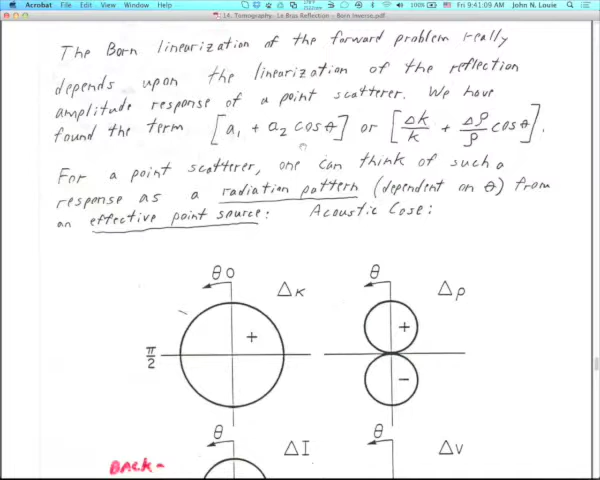 Acrobat File Edit View Window Help 100% Fri 9:41:09 AM John N. Louie
14. Tomography- Le Bras Reflection - Born Inverse.pdf
The Born linearization of the forward problem really
depends upon the linearization of the reflection
amplitude response of a point scatterer. We have
found the term [a₁ + a₂ cosθ] or [Δk/k + Δρ/ρ cosθ].
For a point scatterer, one can think of such a
response as a radiation pattern (dependent on θ) from
an effective point source: Acoustic Case:
θ 0 Δκ θ Δρ
+ +
π/2
−
θ ΔI θ Δv
BACK-